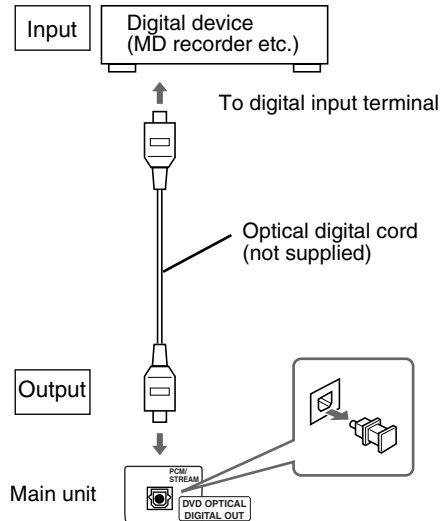 Input
Digital device
(MD recorder etc.)
To digital input terminal
Optical digital cord
(not supplied)
Output
Main unit
PCM/
STREAM
DVD OPTICAL
DIGITAL OUT